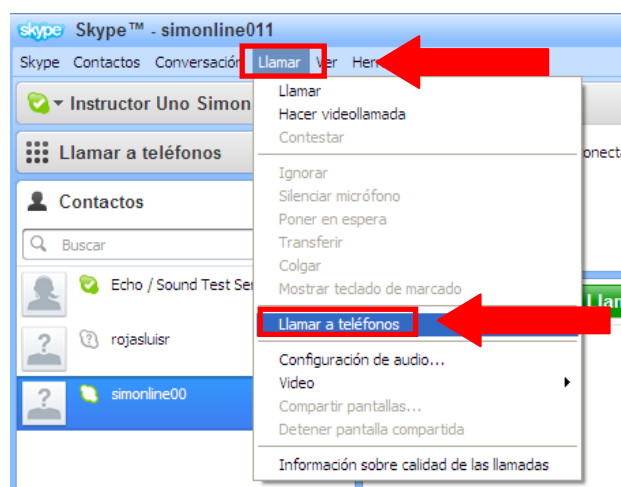 skype Skype™ - simonline011
Skype Contactos Conversación Llamar Ver
Instructor Uno Simon
Llamar a teléfonos
Contactos
Buscar
Echo / Sound Test
rojasluisr
simonline00
Llamar
Hacer videollamada
Contestar
Ignorar
Silenciar micrófono
Poner en espera
Transferir
Colgar
Mostrar teclado de marcado
Llamar a teléfonos
Configuración de audio...
Video
Compartir pantallas...
Detener pantalla compartida
Información sobre calidad de las llamadas